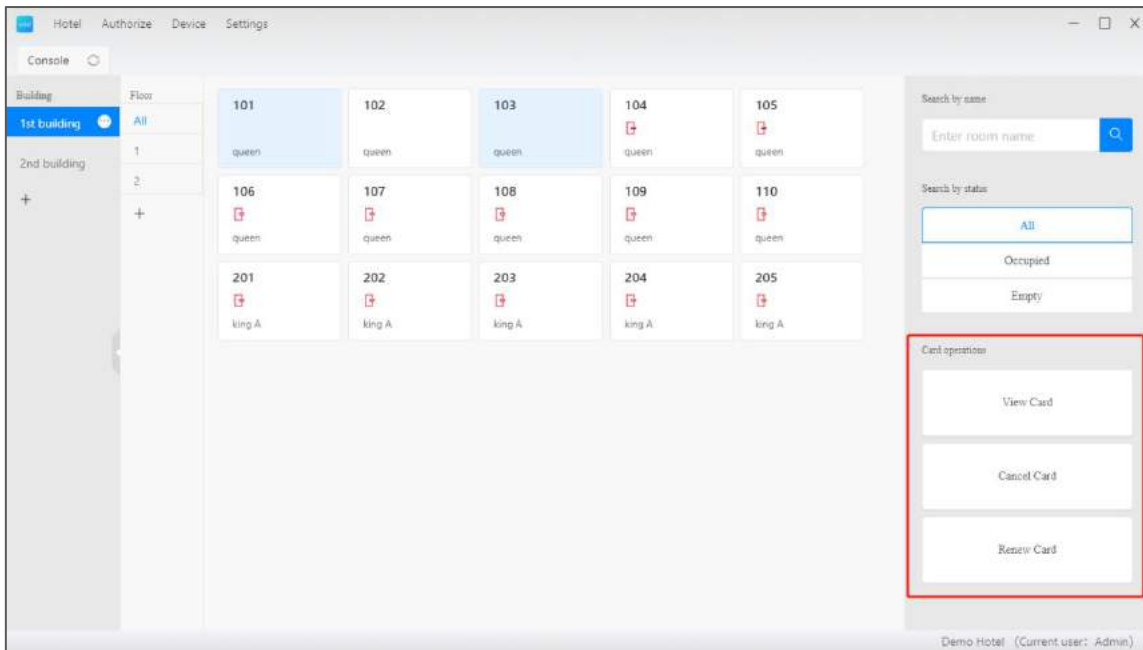 Hotel Authorize Device Settings
Console
Building
1st building
2nd building
+
Floor
All
1
2
+
101
queen
102
queen
103
queen
104
queen
105
queen
106
queen
107
queen
108
queen
109
queen
110
queen
201
king A
202
king A
203
king A
204
king A
205
king A
Search by name
Enter room name
Search by status
All
Occupied
Empty
Card operations
View Card
Cancel Card
Renew Card
Demo Hotel (Current user: Admin)